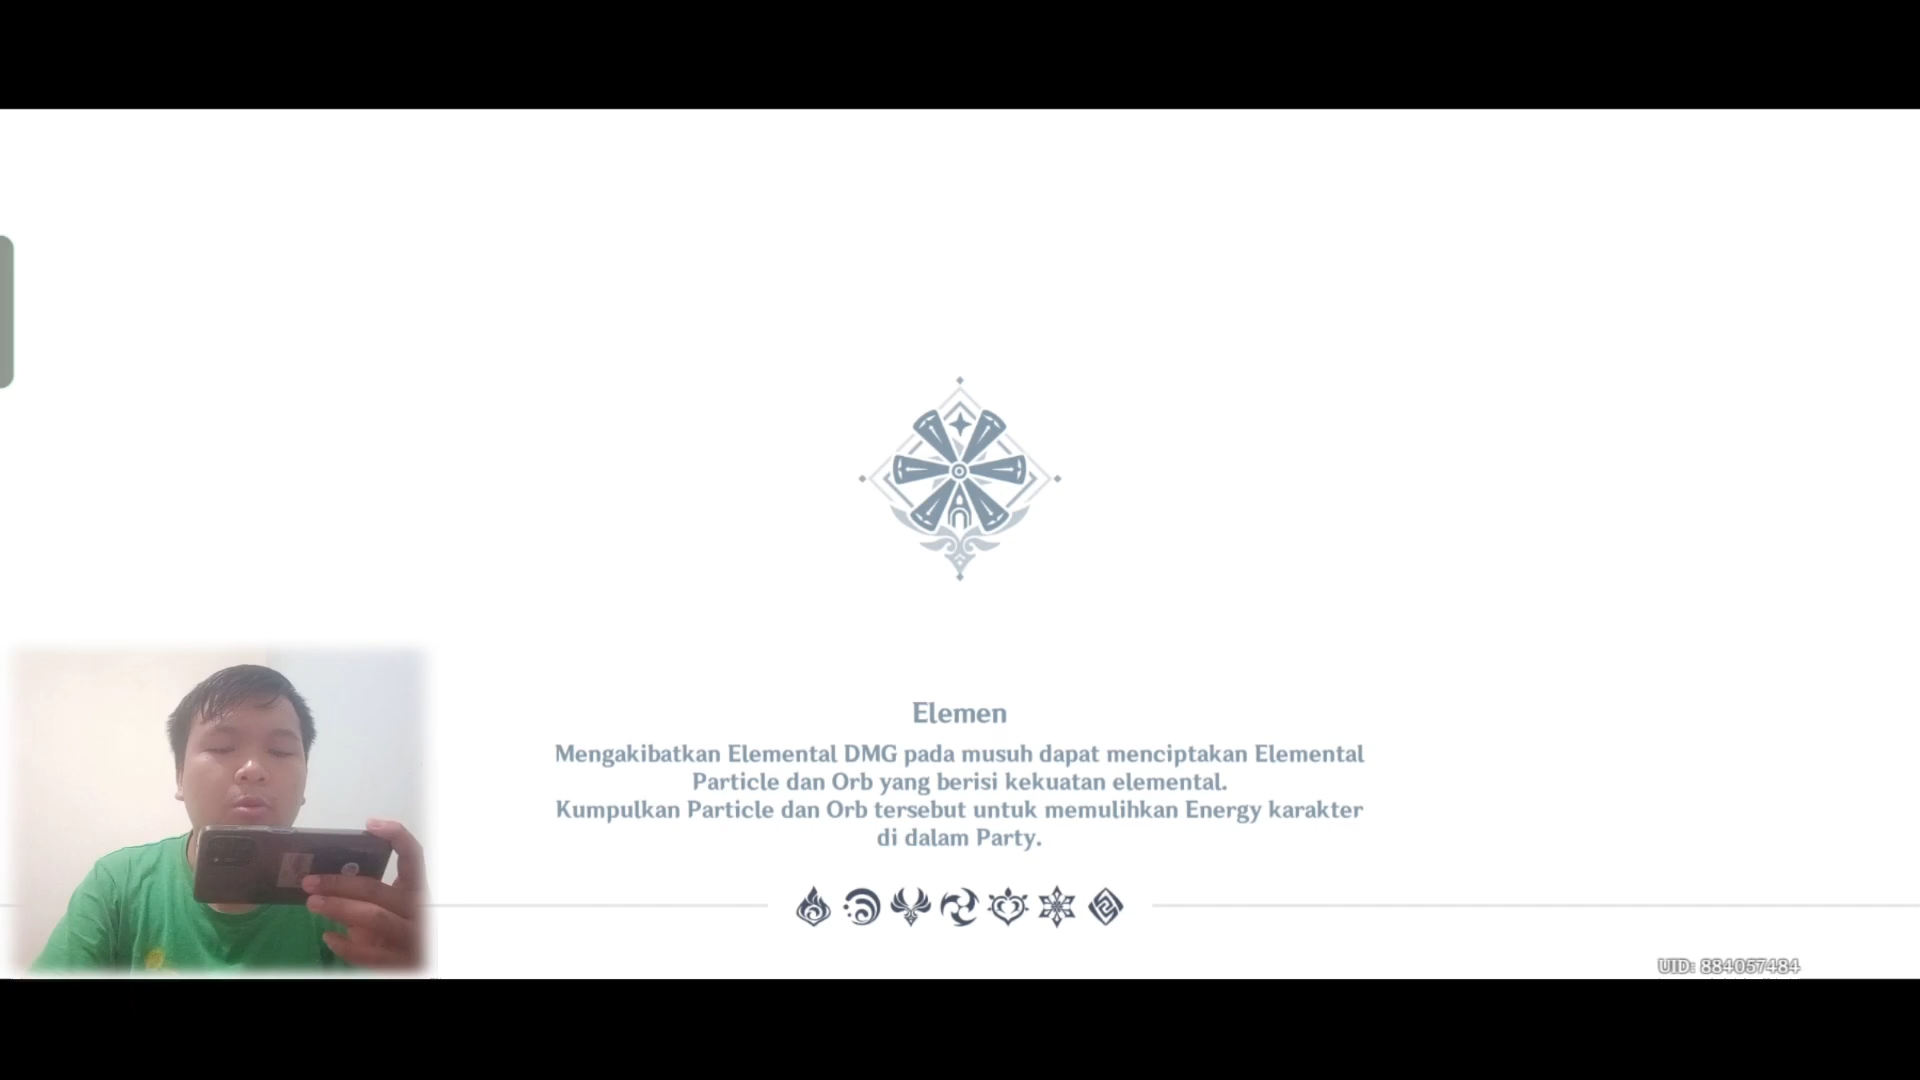 Elemen
Mengakibatkan Elemental DMG pada musuh dapat menciptakan Elemental
Particle dan Orb yang berisi kekuatan elemental.
Kumpulkan Particle dan Orb tersebut untuk memulihkan Energy karakter
di dalam Party.
UID: 884057484